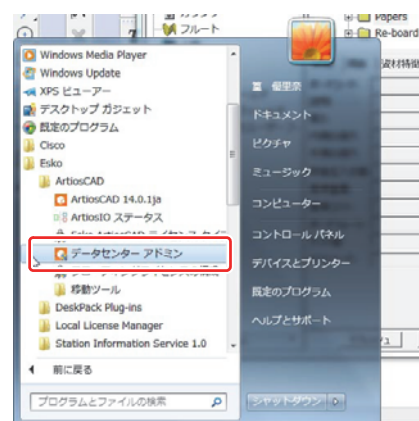 フルート
Papers
Re-board
Windows Media Player
Windows Update
XPS ビューアー
デスクトップ ガジェット
既定のプログラム
Cisco
Esko
ArtiosCAD
ArtiosCAD 14.0.1ja
ArtiosIO ステータス
データセンター アドミン
移動ツール
DeskPack Plug-ins
Local License Manager
Station Information Service 1.0
前に戻る
プログラムとファイルの検索
ドキュメント
ピクチャ
ミュージック
コンピューター
コントロール パネル
デバイスとプリンター
既定のプログラム
ヘルプとサポート
シャットダウン